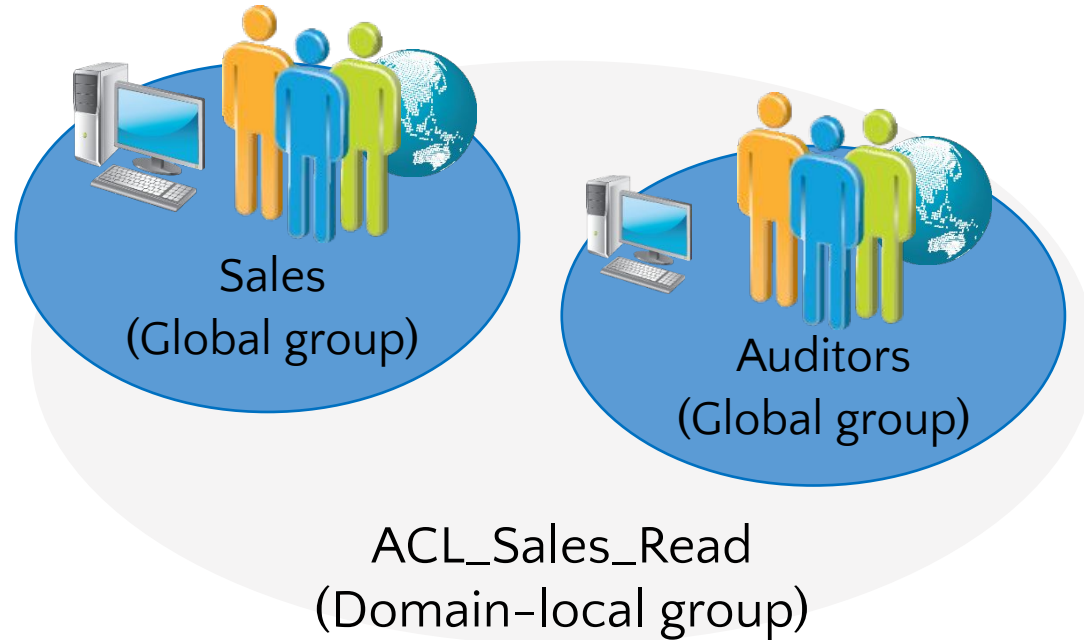 Sales
(Global group)
Auditors
(Global group)
ACL_Sales_Read
(Domain-local group)